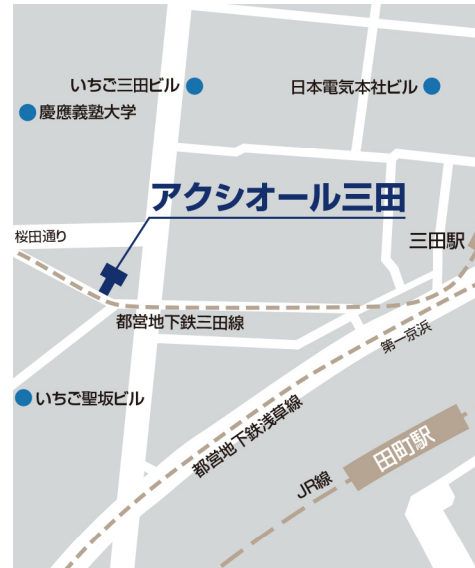 いちご三田ビル
日本電気本社ビル
慶應義塾大学
アクシオール三田
桜田通り
三田駅
都営地下鉄三田線
第一京浜
いちご聖坂ビル
都営地下鉄浅草線
田町駅
JR線